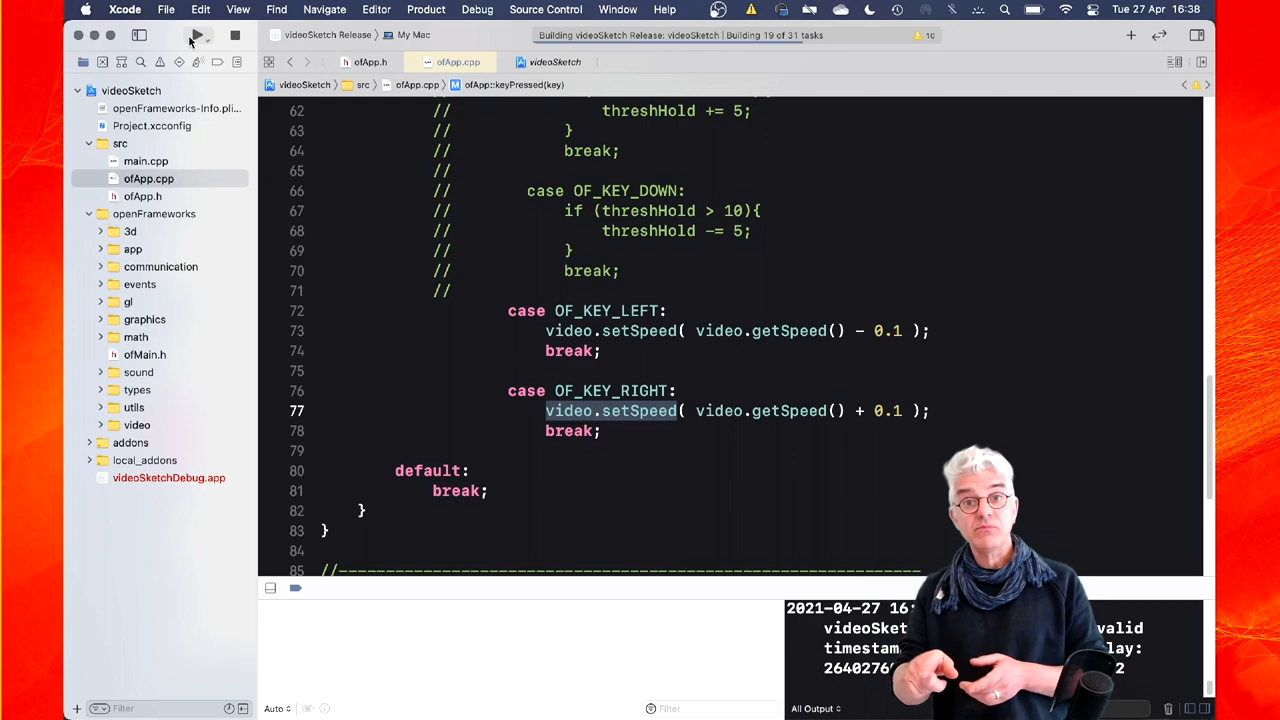 Xcode File Edit View Find Navigate Editor Product Debug Source Control Window Help Tue 27 Apr 16:38
videoSketch Release My Mac Building videoSketch Release: videoSketch | Building 19 of 31 tasks 10
ofApp.h ofApp.cpp videoSketch
videoSketch src ofApp.cpp ofApp::keyPressed(key)
videoSketch
openFrameworks-Info.pli...
Project.xcconfig
src
main.cpp
ofApp.cpp
ofApp.h
openFrameworks
3d
app
communication
events
gl
graphics
math
ofMain.h
sound
types
utils
video
addons
local_addons
videoSketchDebug.app
Filter
62 // threshHold += 5;
63 // }
64 // break;
65 //
66 // case OF_KEY_DOWN:
67 // if (threshHold > 10){
68 // threshHold -= 5;
69 // }
70 // break;
71 //
72 case OF_KEY_LEFT:
73 video.setSpeed( video.getSpeed() - 0.1 );
74 break;
75
76 case OF_KEY_RIGHT:
77 video.setSpeed( video.getSpeed() + 0.1 );
78 break;
79
80 default:
81 break;
82 }
83 }
84
85 //--------------------------------------------------------------
2021-04-27 16:
videoSket valid
timestam lay:
2640276 2
Auto Filter All Output